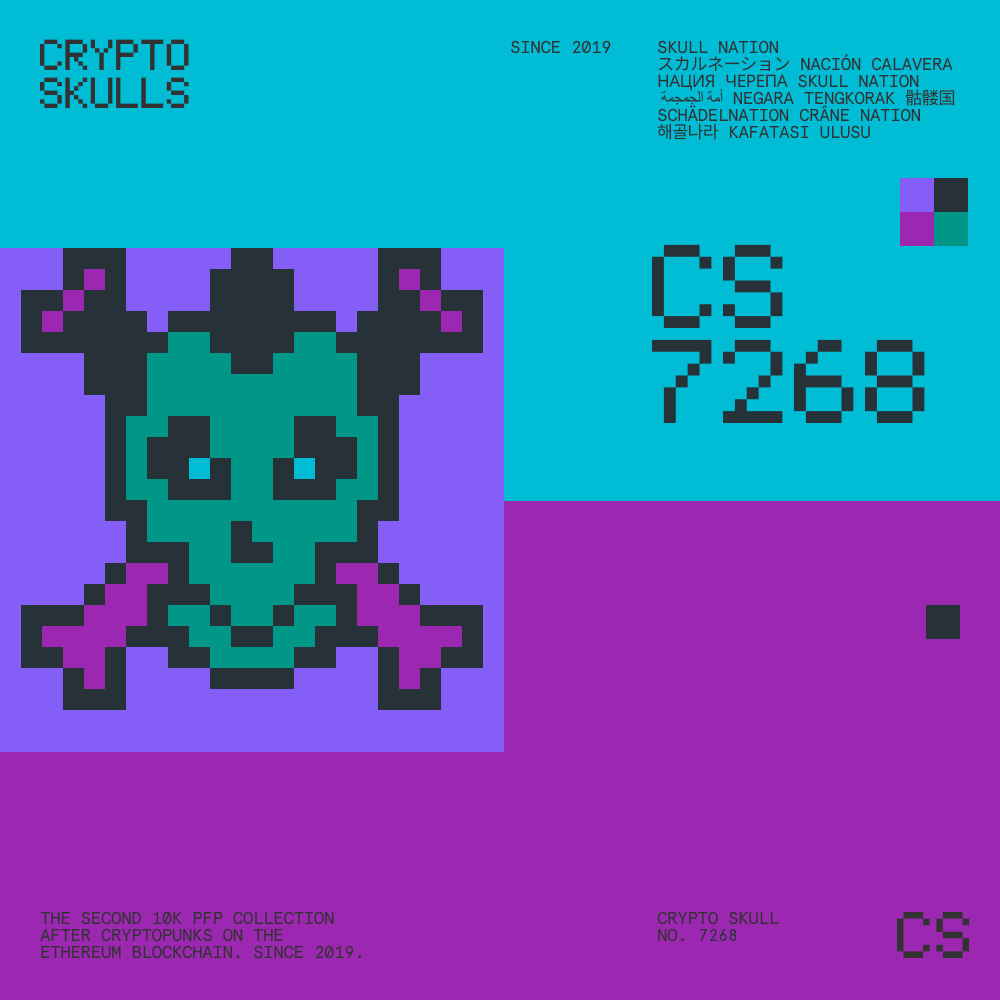 CRYPTO
SKULLS
SINCE 2019
SKULL NATION
スカルネーション NACIÓN CALAVERA
НАЦИЯ ЧЕРЕПА SKULL NATION
أمة الجمجمة NEGARA TENGKORAK 骷髅国
SCHÄDELNATION CRÂNE NATION
해골나라 KAFATASI ULUSU
CS
7268
THE SECOND 10K PFP COLLECTION
AFTER CRYPTOPUNKS ON THE
ETHEREUM BLOCKCHAIN. SINCE 2019.
CRYPTO SKULL
NO. 7268
CS